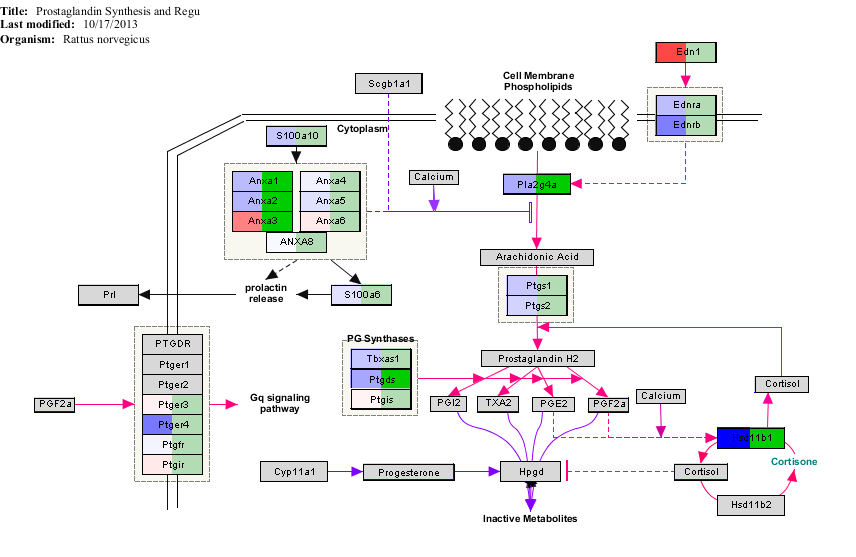 Title: Prostaglandin Synthesis and Regu
Last modified: 10/17/2013
Organism: Rattus norvegicus
Edn1
Cell Membrane
Phospholipids
Scgb1a1
Ednra
Ednrb
S100a10
Cytoplasm
Anxa1
Anxa4
Anxa2
Anxa5
Anxa3
Anxa6
ANXA8
Calcium
Pla2g4a
Arachidonic Acid
prolactin
release
Prl
S100a6
Ptgs1
Ptgs2
PTGDR
Ptger1
Ptger2
Ptger3
Ptger4
Ptgfr
Ptgir
PGF2a
Gq signaling
pathway
PG Synthases
Tbxas1
Ptgds
Ptgis
Prostaglandin H2
PGI2
TXA2
PGE2
PGF2a
Calcium
Cortisol
Hsd11b1
Cortisone
Cyp11a1
Progesterone
Hpgd
Cortisol
Hsd11b2
Inactive Metabolites